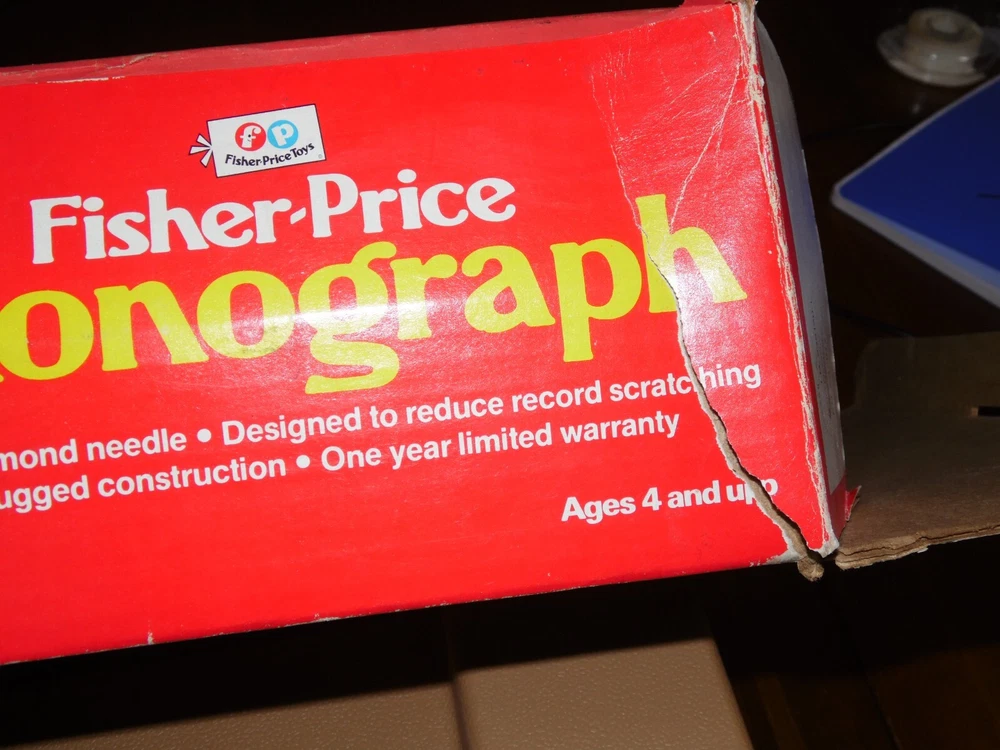 fp
Fisher-Price Toys
Fisher-Price
onograph
mond needle • Designed to reduce record scratching
ugged construction • One year limited warranty
Ages 4 and up